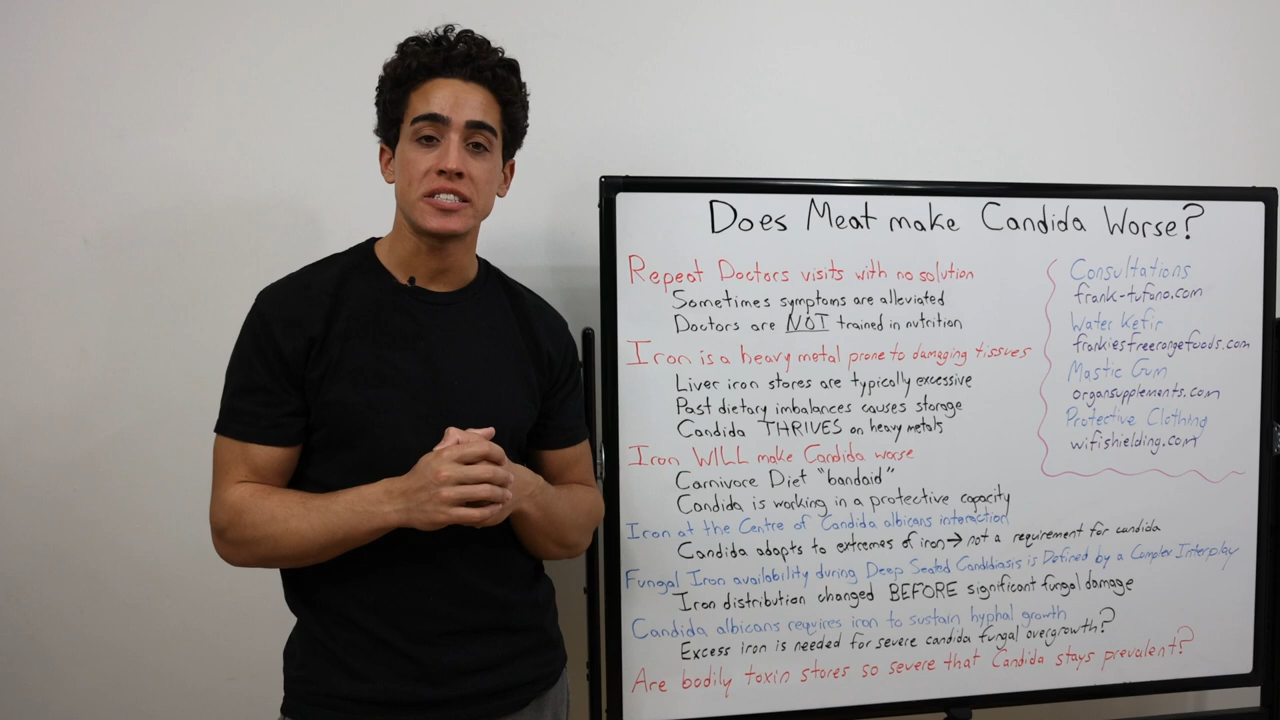 Does Meat make Candida Worse?
Repeat Doctors visits with no solution
Sometimes symptoms are alleviated
Doctors are NOT trained in nutrition
Iron is a heavy metal prone to damaging tissues
Liver iron stores are typically excessive
Past dietary imbalances causes storage
Candida THRIVES on heavy metals
Iron WILL make Candida worse
Carnivore Diet "bandaid"
Candida is working in a protective capacity
Iron at the Centre of Candida albicans interaction
Candida adapts to extremes of iron → not a requirement for candida
Fungal Iron availability during Deep Seated Candidiasis is Defined by a Complex Interplay
Iron distribution changed BEFORE significant fungal damage
Candida albicans requires iron to sustain hyphal growth
Excess iron is needed for severe candida fungal overgrowth?
Are bodily toxin stores so severe that Candida stays prevalent?
Consultations
frank-tufano.com
Water Kefir
frankiesfreerangefoods.com
Mastic Gum
organsupplements.com
Protective Clothing
wifishielding.com